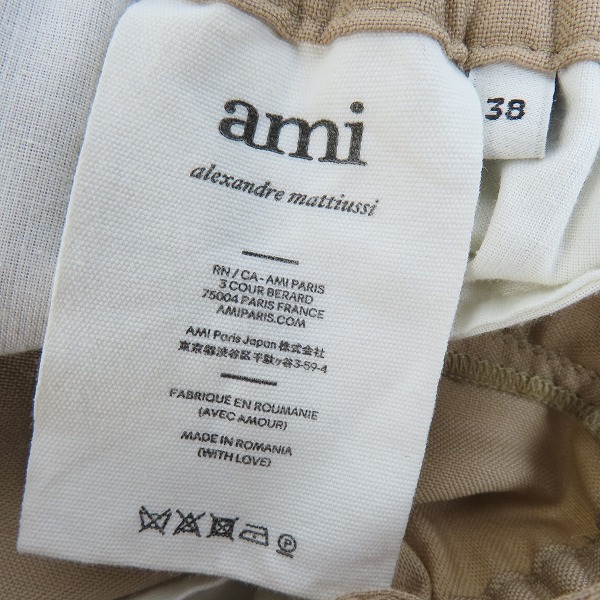 ami
alexandre mattiussi
38
RN / CA - AMI PARIS
3 COUR BERARD
75004 PARIS FRANCE
AMIPARIS.COM
AMI Paris Japan 株式会社
東京都渋谷区千駄ヶ谷3-59-4
FABRIQUE EN ROUMANIE
(AVEC AMOUR)
MADE IN ROMANIA
(WITH LOVE)
P